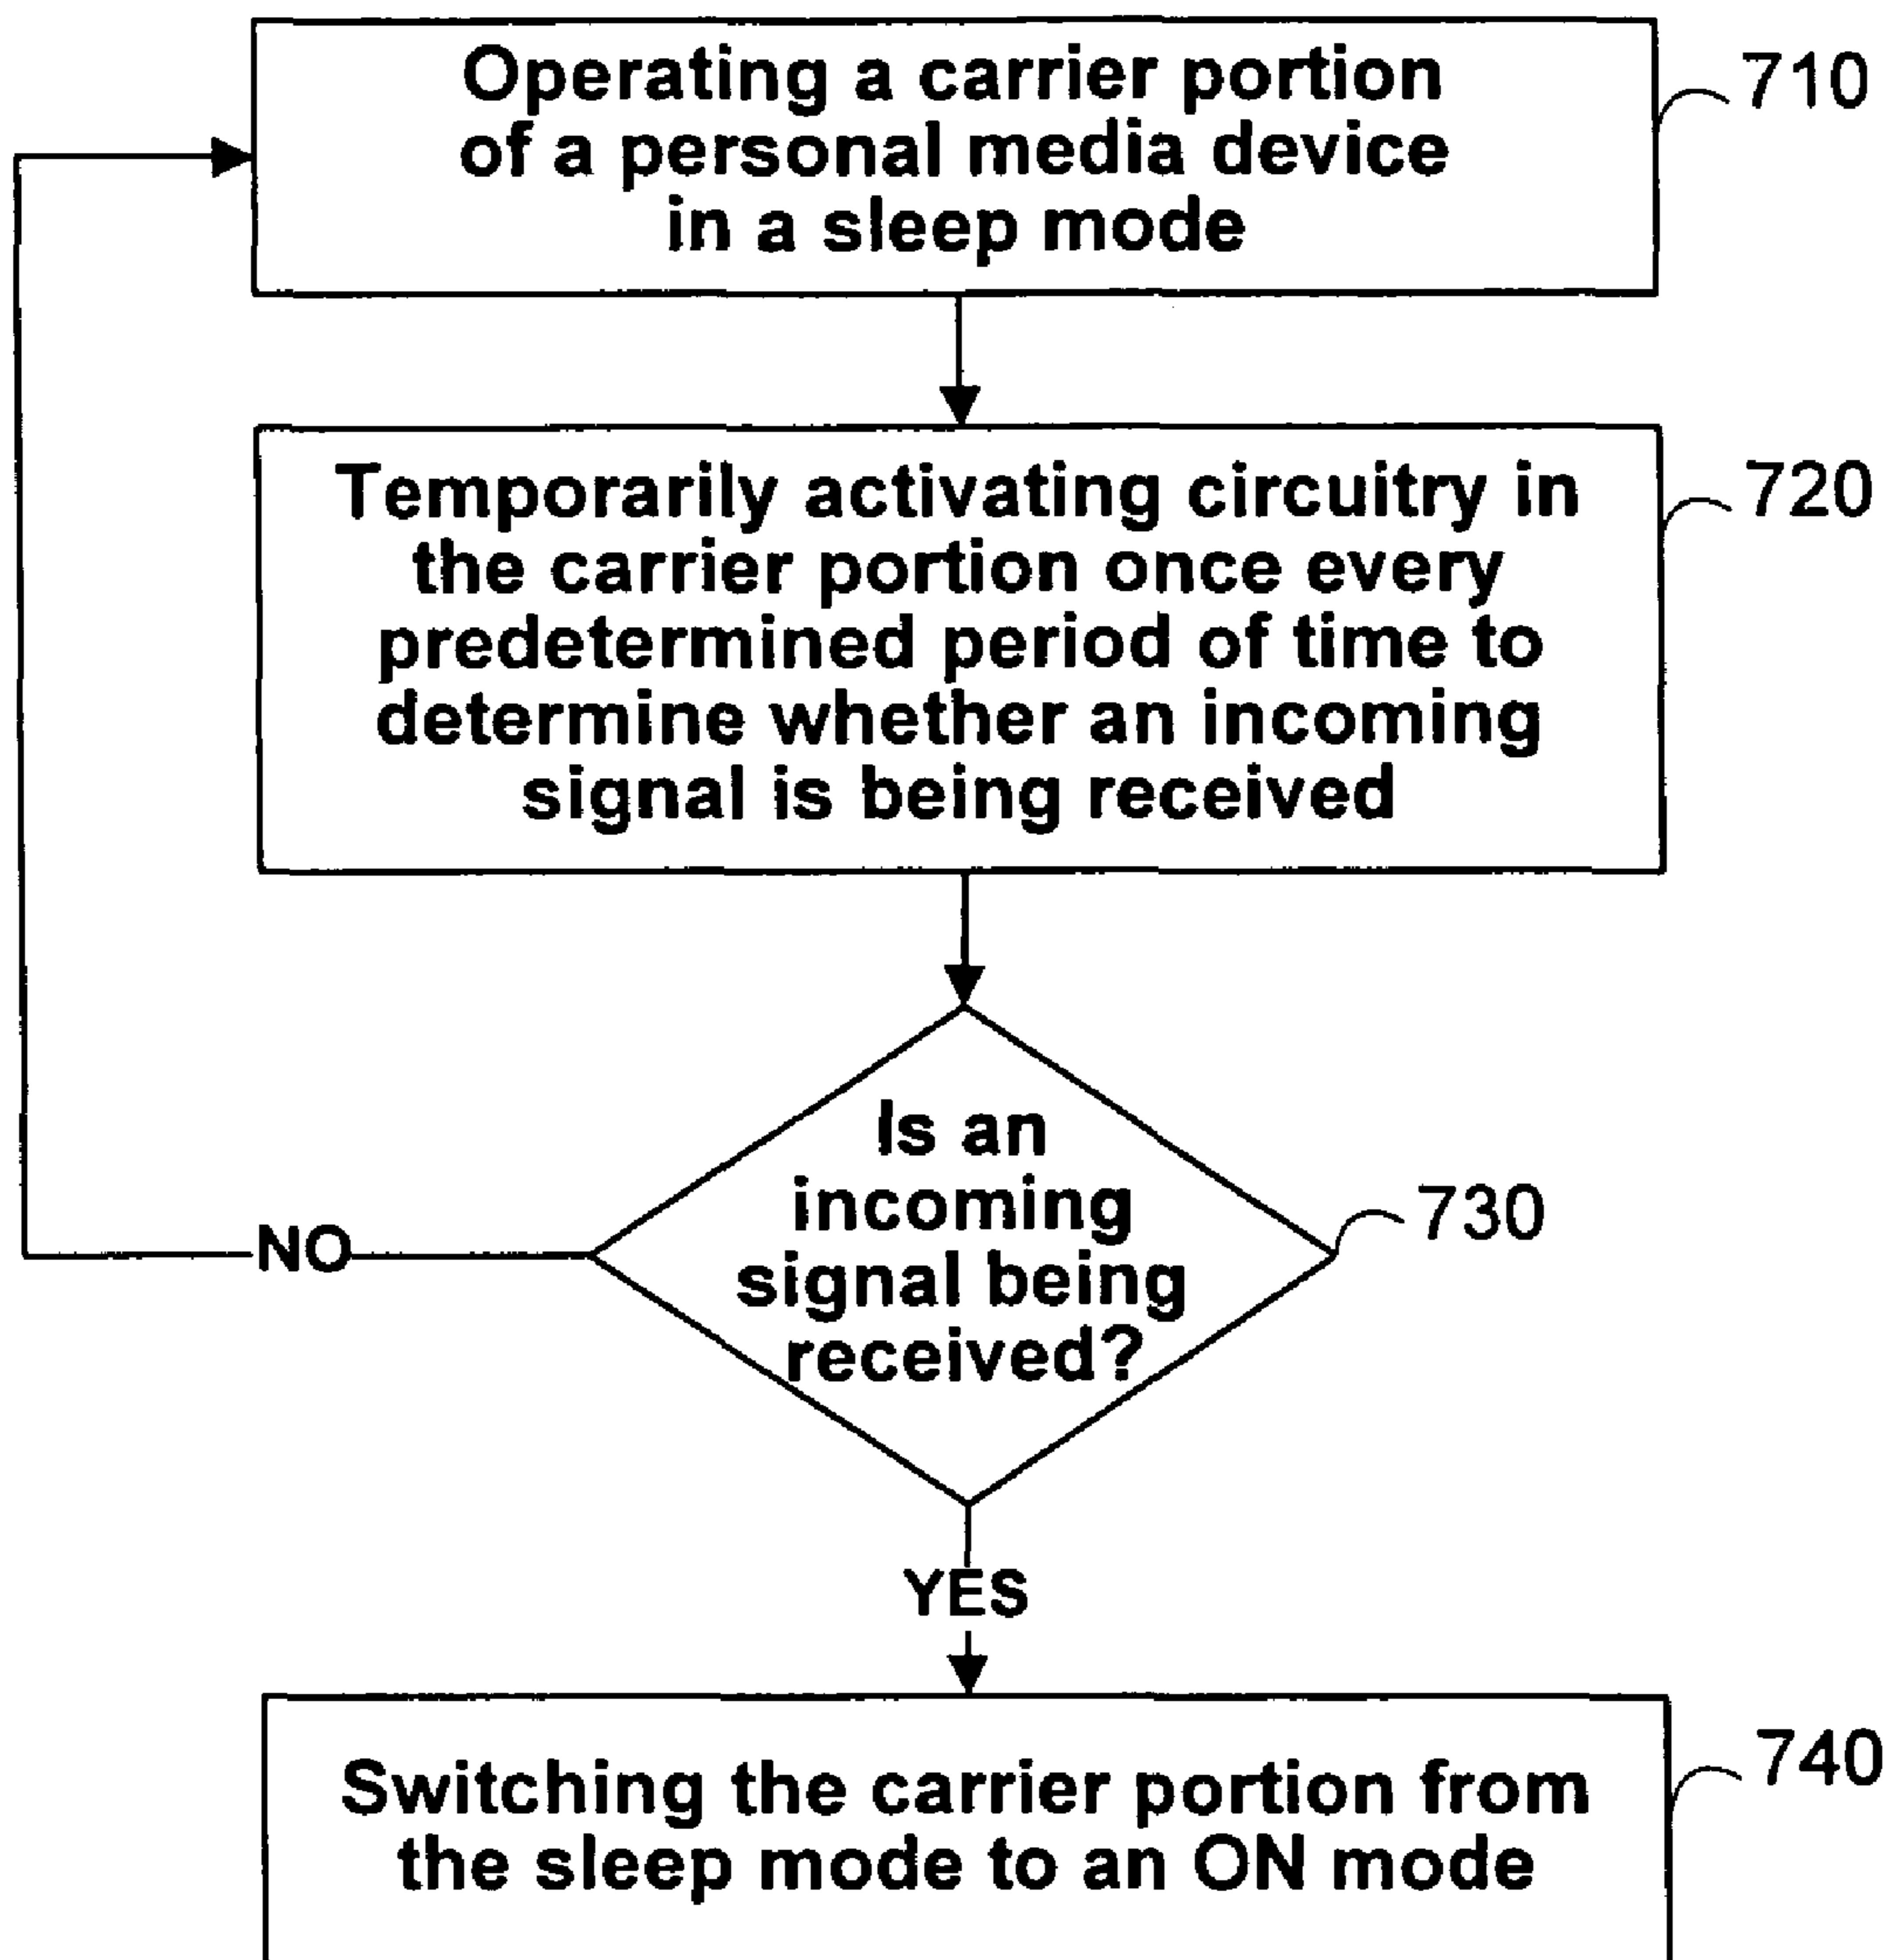 Operating a carrier portion
of a personal media device
in a sleep mode
710
Temporarily activating circuitry in
the carrier portion once every
predetermined period of time to
determine whether an incoming
signal is being received
720
Is an
incoming
signal being
received?
730
NO
YES
Switching the carrier portion from
the sleep mode to an ON mode
740